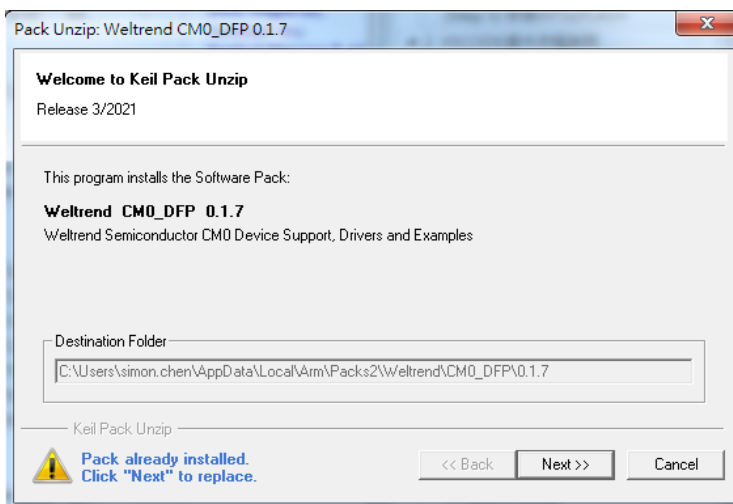 Pack Unzip: Weltrend CM0_DFP 0.1.7
Welcome to Keil Pack Unzip
Release 3/2021
This program installs the Software Pack:
Weltrend CM0_DFP 0.1.7
Weltrend Semiconductor CM0 Device Support, Drivers and Examples
Destination Folder
C:\Users\simon.chen\AppData\Local\Arm\Packs2\Weltrend\CM0_DFP\0.1.7
Keil Pack Unzip
Pack already installed.
Click "Next" to replace.
<< Back
Next >>
Cancel